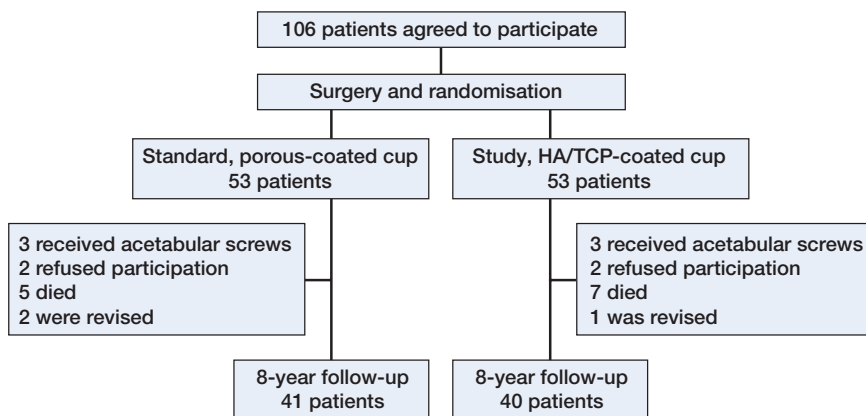 106 patients agreed to participate
Surgery and randomisation
Standard, porous-coated cup
53 patients
Study, HA/TCP-coated cup
53 patients
3 received acetabular screws
2 refused participation
5 died
2 were revised
3 received acetabular screws
2 refused participation
7 died
1 was revised
8-year follow-up
41 patients
8-year follow-up
40 patients